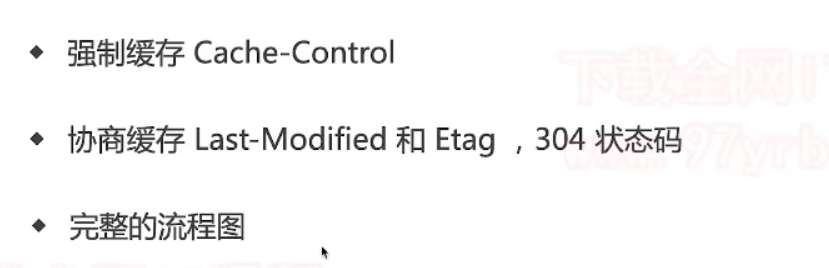 强制缓存 Cache-Control
下载全网I
协商缓存 Last-Modified 和 Etag ，304 状态码
www.97yrb
完整的流程图